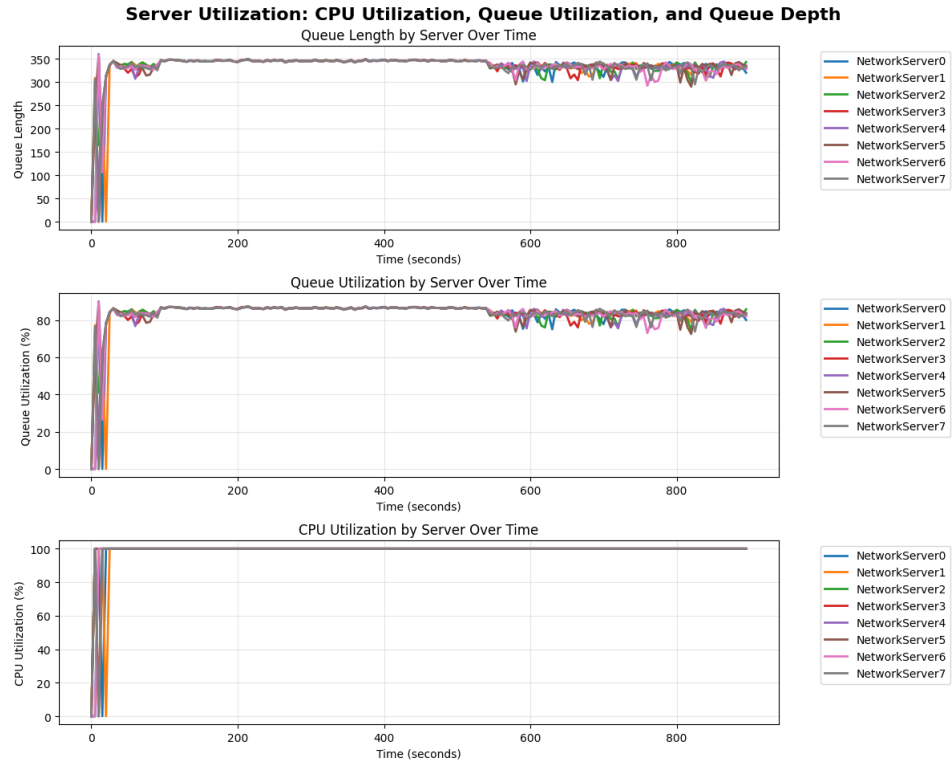 Server Utilization: CPU Utilization, Queue Utilization, and Queue Depth
Queue Length by Server Over Time
Queue Length
350
300
250
200
150
100
50
0
0 200 400 600 800
Time (seconds)
NetworkServer0
NetworkServer1
NetworkServer2
NetworkServer3
NetworkServer4
NetworkServer5
NetworkServer6
NetworkServer7
Queue Utilization by Server Over Time
Queue Utilization (%)
80
60
40
20
0
0 200 400 600 800
Time (seconds)
NetworkServer0
NetworkServer1
NetworkServer2
NetworkServer3
NetworkServer4
NetworkServer5
NetworkServer6
NetworkServer7
CPU Utilization by Server Over Time
CPU Utilization (%)
100
80
60
40
20
0
0 200 400 600 800
Time (seconds)
NetworkServer0
NetworkServer1
NetworkServer2
NetworkServer3
NetworkServer4
NetworkServer5
NetworkServer6
NetworkServer7